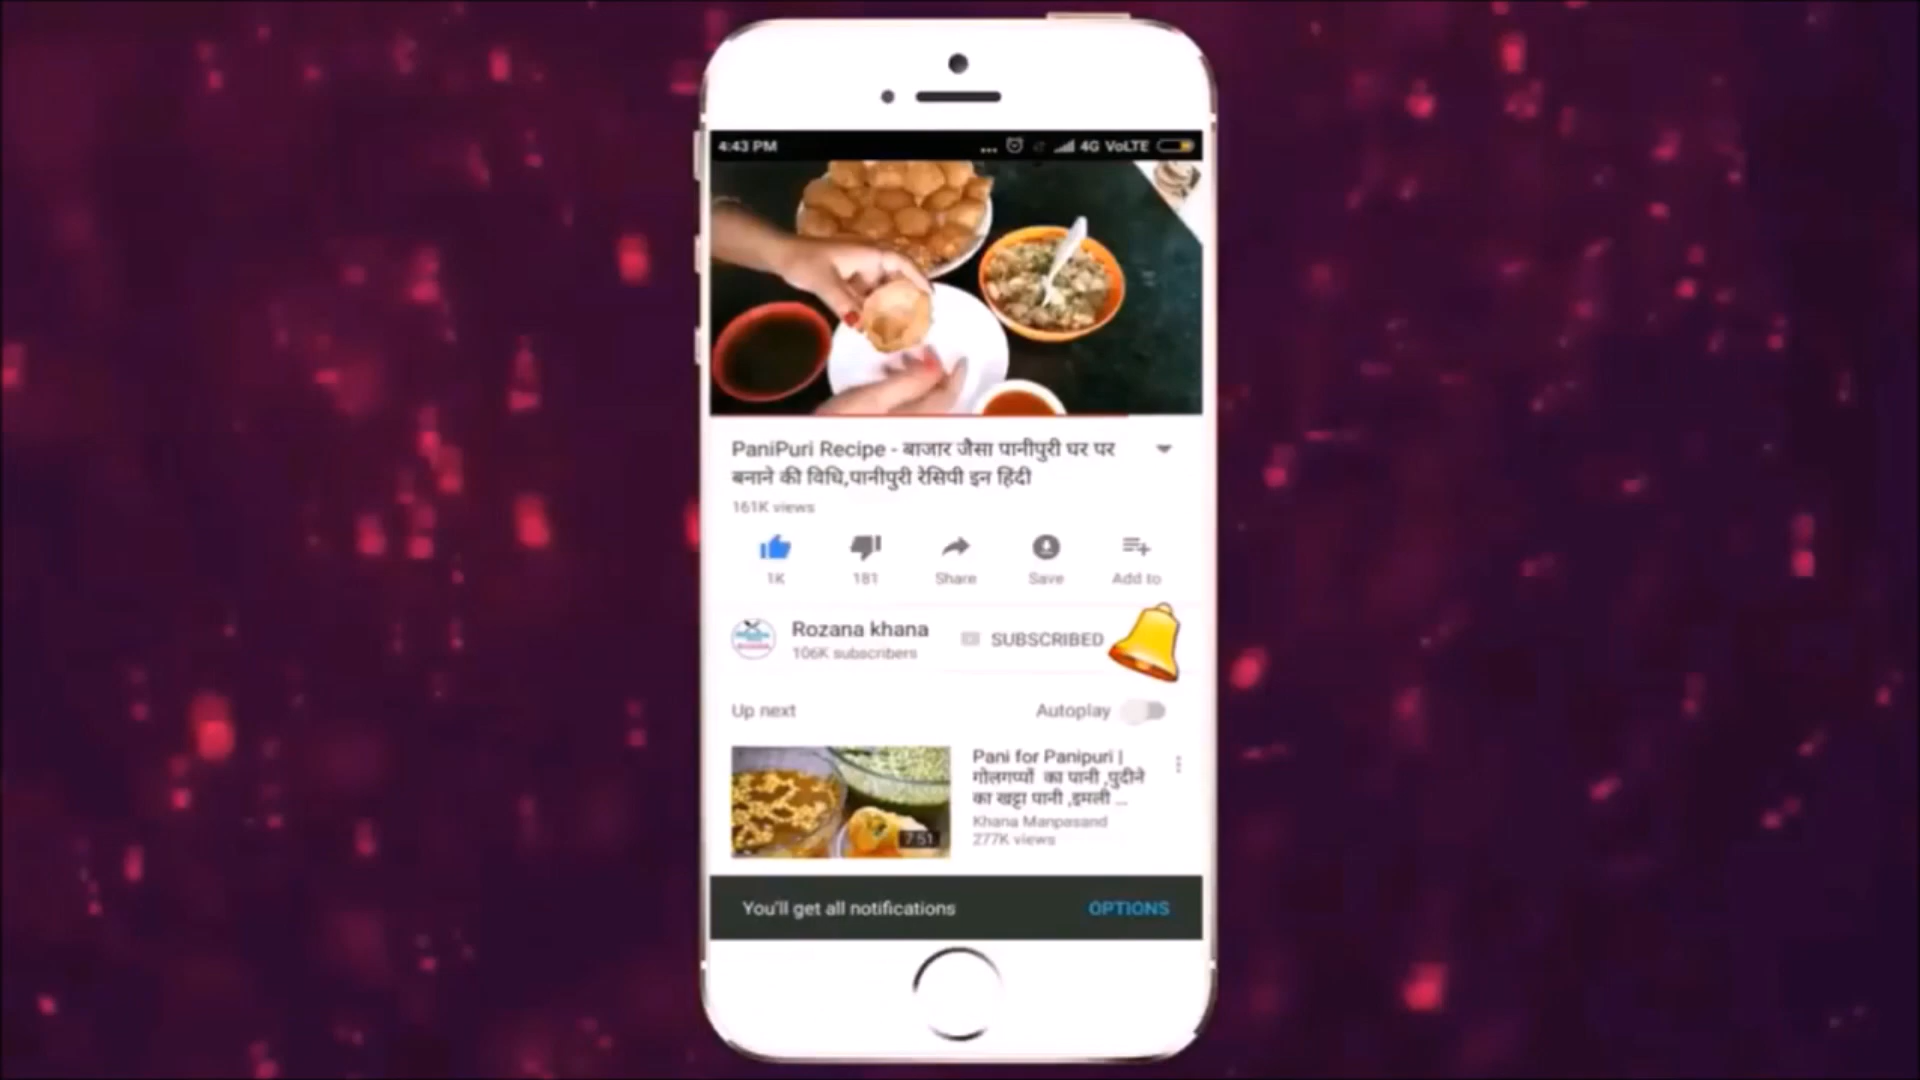 4:43 PM
4G VoLTE
PaniPuri Recipe - बाजार जैसा पानीपुरी घर पर
बनाने की विधि,पानीपुरी रेसिपी इन हिंदी
161K views
1K 181 Share Save Add to
Rozana khana SUBSCRIBED
106K subscribers
Up next Autoplay
Pani for Panipuri |
गोलगप्पों का पानी ,पुदीने
का खट्टा पानी ,इमली ...
Khana Manpasand
277K views
7:51
You'll get all notifications OPTIONS